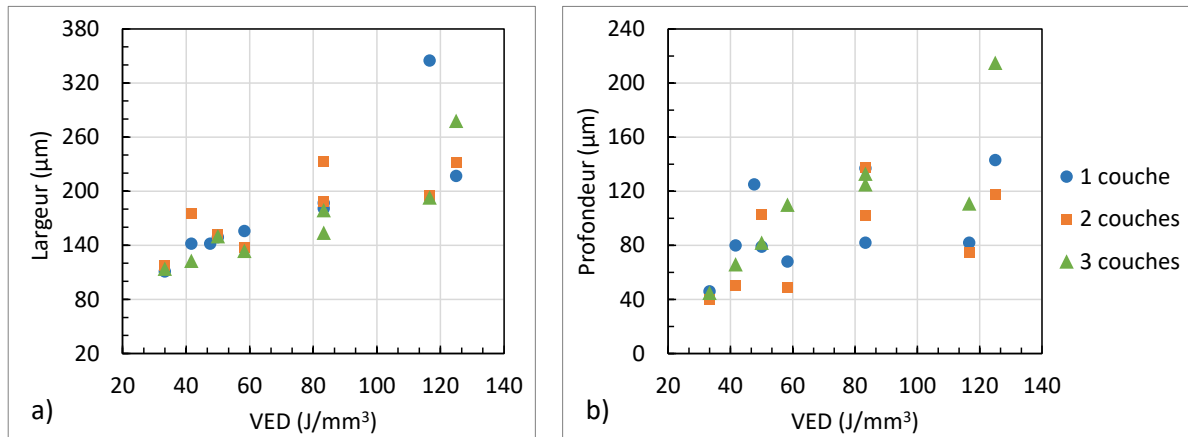 380
320
260
200
140
80
20
Largeur (µm)
20 40 60 80 100 120 140
VED (J/mm³)
a)
240
200
160
120
80
40
0
Profondeur (µm)
20 40 60 80 100 120 140
VED (J/mm³)
b)
1 couche
2 couches
3 couches